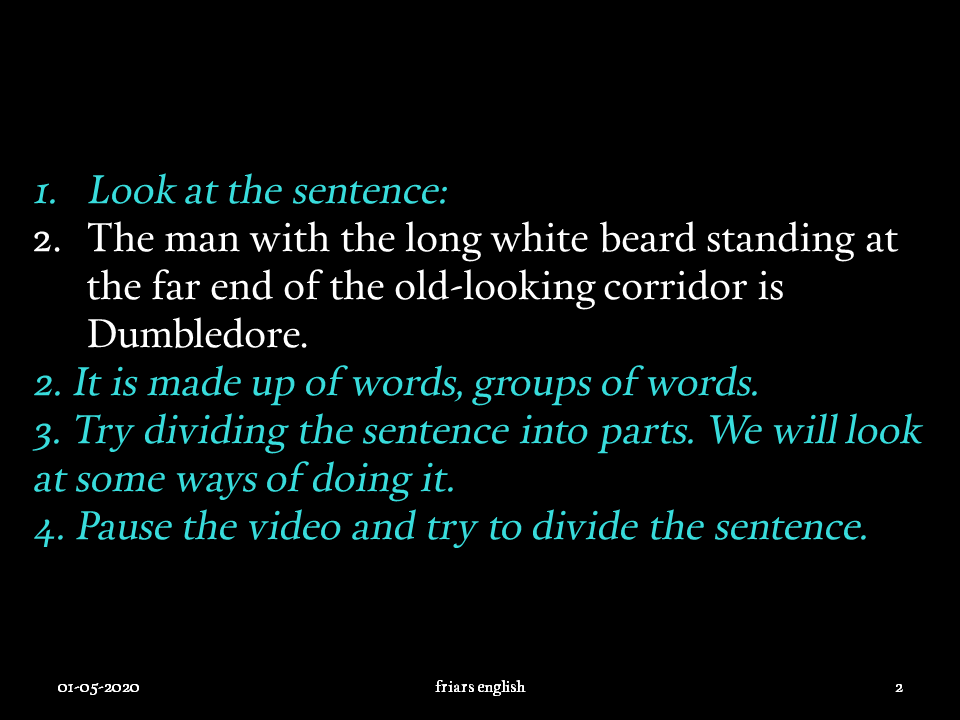 1. Look at the sentence:
2. The man with the long white beard standing at
the far end of the old-looking corridor is
Dumbledore.
2. It is made up of words, groups of words.
3. Try dividing the sentence into parts. We will look
at some ways of doing it.
4. Pause the video and try to divide the sentence.
01-05-2020 friars english 2